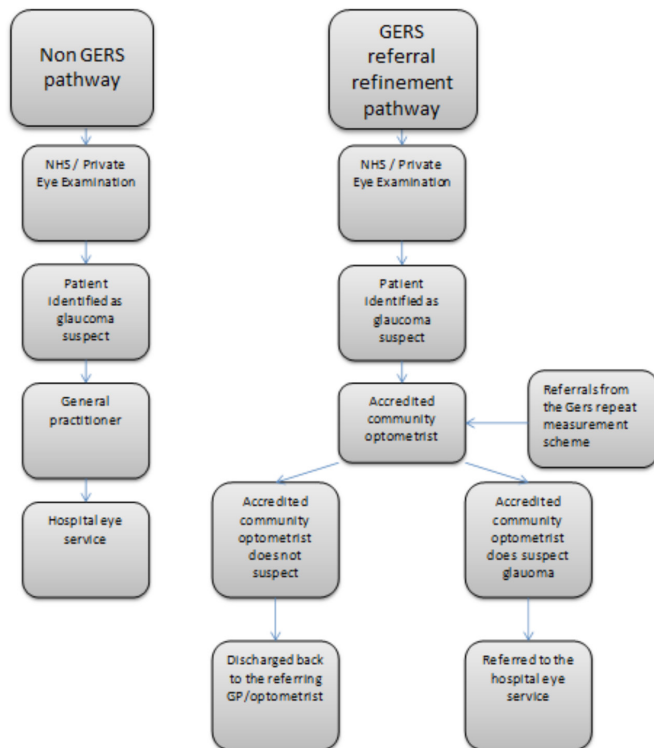 Non GERS
pathway
NHS / Private
Eye Examination
Patient
identified as
glaucoma
suspect
General
practitioner
Hospital eye
service
GERS
referral
refinement
pathway
NHS / Private
Eye Examination
Patient
identified as
glaucoma
suspect
Accredited
community
optometrist
Referrals from
the Gers repeat
measurement
scheme
Accredited
community
optometrist
does not
suspect
Accredited
community
optometrist
does suspect
glauoma
Discharged back
to the referring
GP/optometrist
Referred to the
hospital eye
service